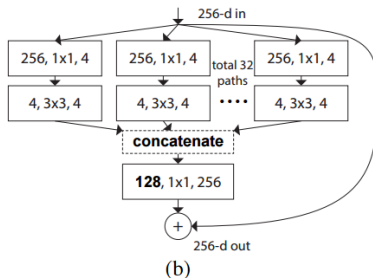 256-d in
256, 1x1, 4
256, 1x1, 4
256, 1x1, 4
total 32
paths
4, 3x3, 4
4, 3x3, 4
....
4, 3x3, 4
concatenate
128, 1x1, 256
+
256-d out
(b)